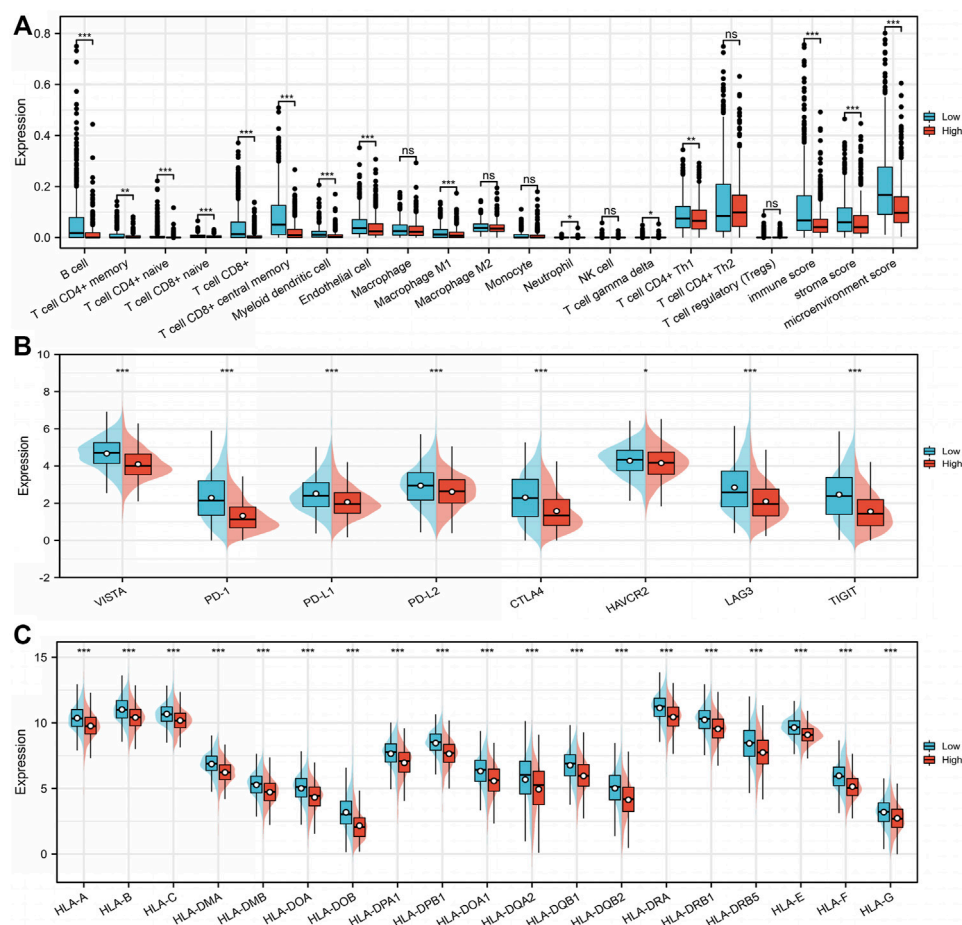 A
Expression
0.8
0.6
0.4
0.2
0.0
*** ** *** *** *** *** *** *** ns *** ns ns * ns * ** ns ns *** *** ***
B cell
T cell CD4+ memory
T cell CD4+ naive
T cell CD8+ naive
T cell CD8+
T cell CD8+ central memory
Myeloid dendritic cell
Endothelial cell
Macrophage
Macrophage M1
Macrophage M2
Monocyte
Neutrophil
NK cell
T cell gamma delta
T cell CD4+ Th1
T cell CD4+ Th2
T cell regulatory (Tregs)
immune score
stroma score
microenvironment score
Low
High
B
Expression
10
8
6
4
2
0
-2
*** *** *** *** *** * *** ***
VISTA
PD-1
PD-L1
PD-L2
CTLA4
HAVCR2
LAG3
TIGIT
Low
High
C
Expression
15
10
5
0
*** *** *** *** *** *** *** *** *** *** *** *** *** *** *** *** *** *** ***
HLA-A
HLA-B
HLA-C
HLA-DMA
HLA-DMB
HLA-DOA
HLA-DOB
HLA-DPA1
HLA-DPB1
HLA-DOA1
HLA-DQA2
HLA-DQB1
HLA-DQB2
HLA-DRA
HLA-DRB1
HLA-DRB5
HLA-E
HLA-F
HLA-G
Low
High